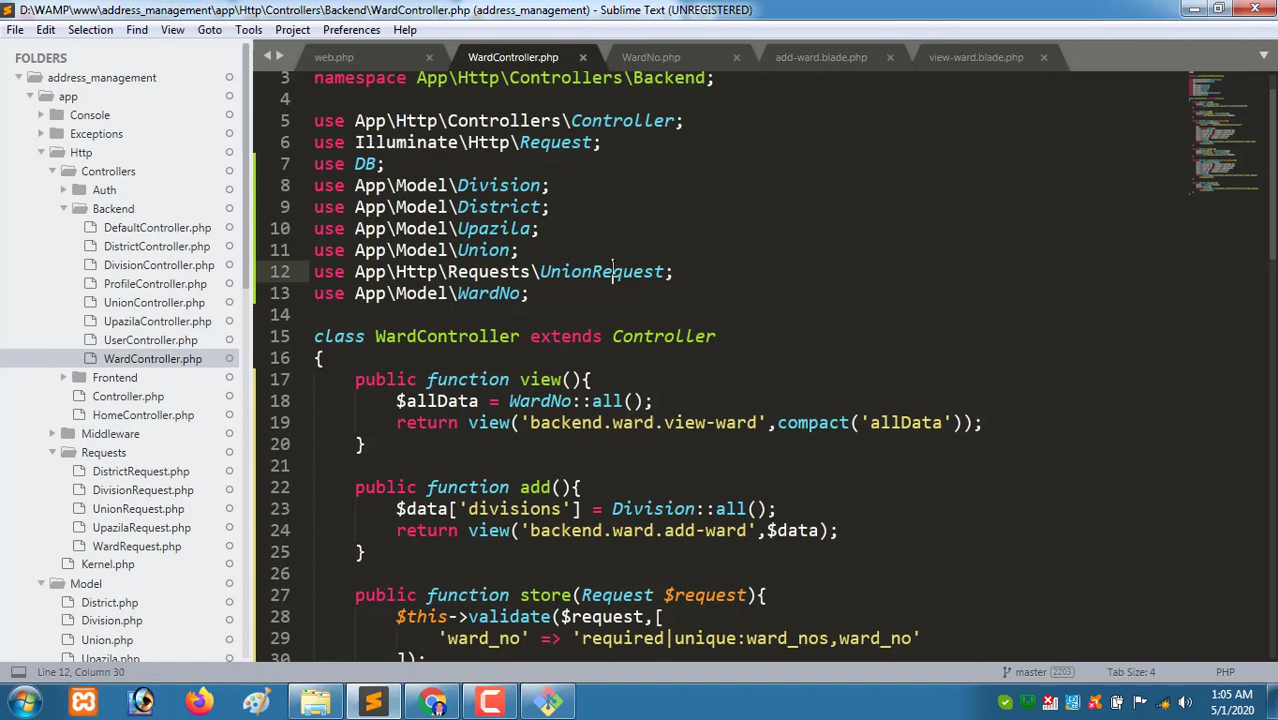 D:\WAMP\www\address_management\app\Http\Controllers\Backend\WardController.php (address_management) - Sublime Text (UNREGISTERED)
File Edit Selection Find View Goto Tools Project Preferences Help
FOLDERS
address_management
app
Console
Exceptions
Http
Controllers
Auth
Backend
DefaultController.php
DistrictController.php
DivisionController.php
ProfileController.php
UnionController.php
UpazilaController.php
UserController.php
WardController.php
Frontend
Controller.php
HomeController.php
Middleware
Requests
DistrictRequest.php
DivisionRequest.php
UnionRequest.php
UpazilaRequest.php
WardRequest.php
Kernel.php
Model
District.php
Division.php
Union.php
Upazila.php
web.php WardController.php WardNo.php add-ward.blade.php view-ward.blade.php
3 namespace App\Http\Controllers\Backend;
4
5 use App\Http\Controllers\Controller;
6 use Illuminate\Http\Request;
7 use DB;
8 use App\Model\Division;
9 use App\Model\District;
10 use App\Model\Upazila;
11 use App\Model\Union;
12 use App\Http\Requests\UnionRequest;
13 use App\Model\WardNo;
14
15 class WardController extends Controller
16 {
17 public function view(){
18 $allData = WardNo::all();
19 return view('backend.ward.view-ward',compact('allData'));
20 }
21
22 public function add(){
23 $data['divisions'] = Division::all();
24 return view('backend.ward.add-ward',$data);
25 }
26
27 public function store(Request $request){
28 $this->validate($request,[
29 'ward_no' => 'required|unique:ward_nos,ward_no'
30 ]);
Line 12, Column 30 master 2203 Tab Size: 4 PHP
1:05 AM
5/1/2020